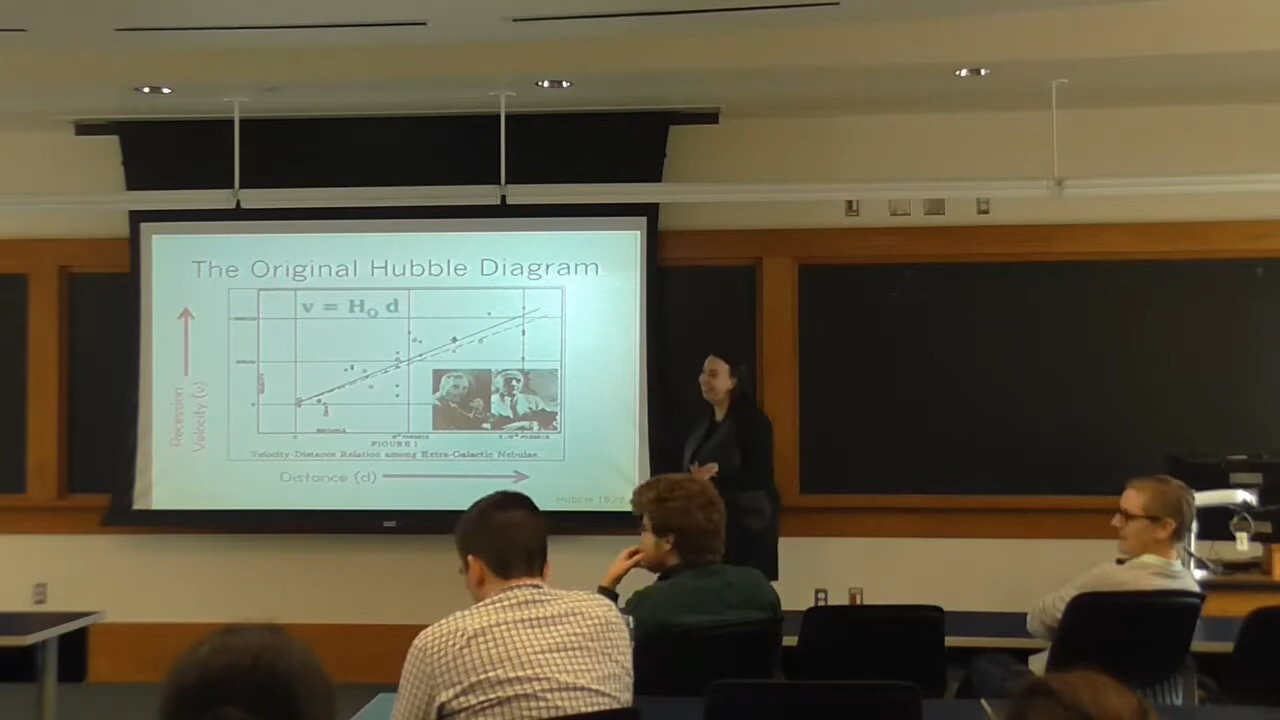 The Original Hubble Diagram
v = H₀ d
Recession
Velocity (v)
FIGURE 1
Velocity-Distance Relation among Extra-Galactic Nebulae.
Distance (d)
Hubble 1929